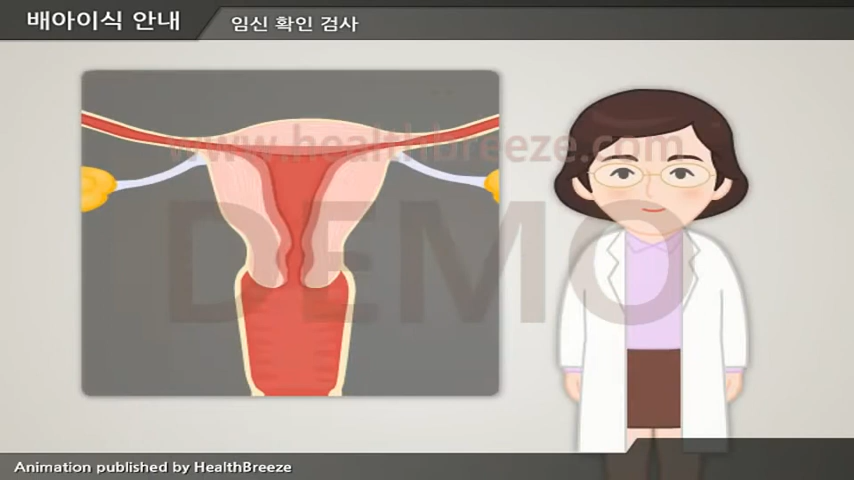 배아이식 안내
임신 확인 검사
www.healthbreeze.com
DEMO
Animation published by HealthBreeze